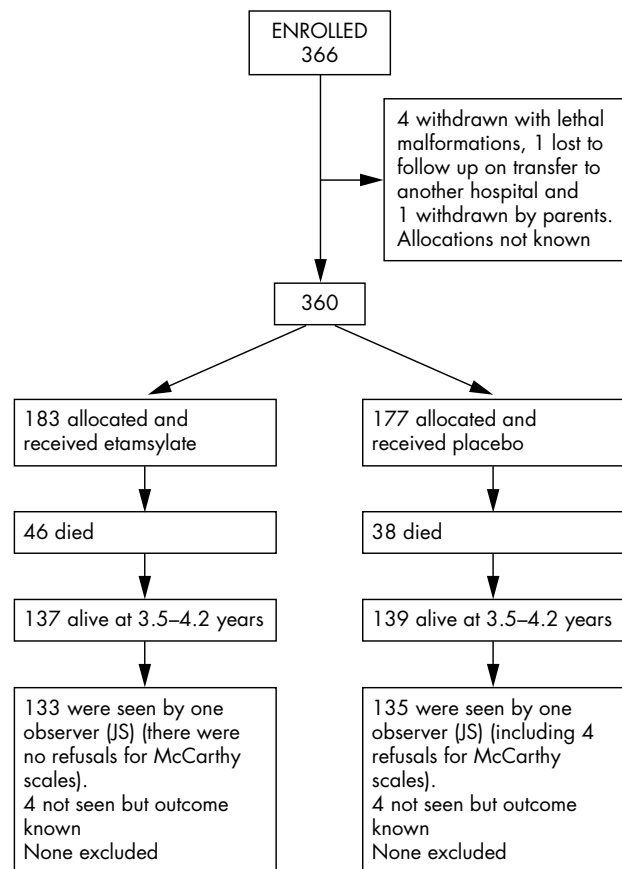 ENROLLED
366
4 withdrawn with lethal
malformations, 1 lost to
follow up on transfer to
another hospital and
1 withdrawn by parents.
Allocations not known
360
183 allocated and
received etamsylate
177 allocated and
received placebo
46 died
38 died
137 alive at 3.5–4.2 years
139 alive at 3.5–4.2 years
133 were seen by one
observer (JS) (there were
no refusals for McCarthy
scales).
4 not seen but outcome
known
None excluded
135 were seen by one
observer (JS) (including 4
refusals for McCarthy
scales).
4 not seen but outcome
known
None excluded